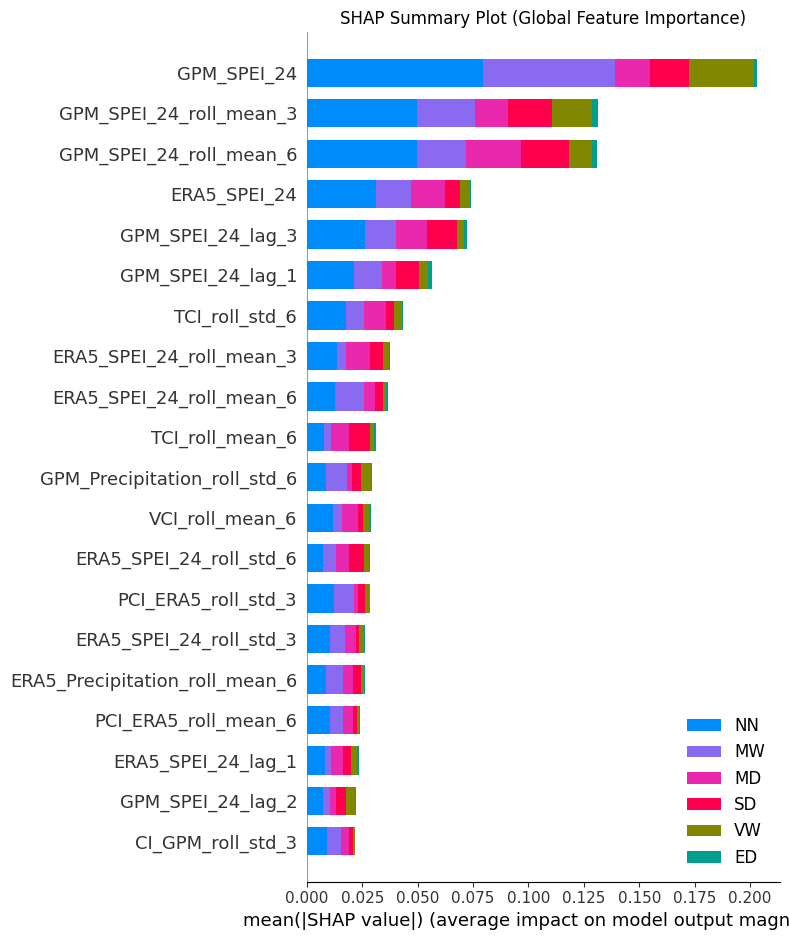 SHAP Summary Plot (Global Feature Importance)
GPM_SPEI_24
GPM_SPEI_24_roll_mean_3
GPM_SPEI_24_roll_mean_6
ERA5_SPEI_24
GPM_SPEI_24_lag_3
GPM_SPEI_24_lag_1
TCI_roll_std_6
ERA5_SPEI_24_roll_mean_3
ERA5_SPEI_24_roll_mean_6
TCI_roll_mean_6
GPM_Precipitation_roll_std_6
VCI_roll_mean_6
ERA5_SPEI_24_roll_std_6
PCI_ERA5_roll_std_3
ERA5_SPEI_24_roll_std_3
ERA5_Precipitation_roll_mean_6
PCI_ERA5_roll_mean_6
ERA5_SPEI_24_lag_1
GPM_SPEI_24_lag_2
CI_GPM_roll_std_3
NN
MW
MD
SD
VW
ED
0.000 0.025 0.050 0.075 0.100 0.125 0.150 0.175 0.200
mean(|SHAP value|) (average impact on model output magn